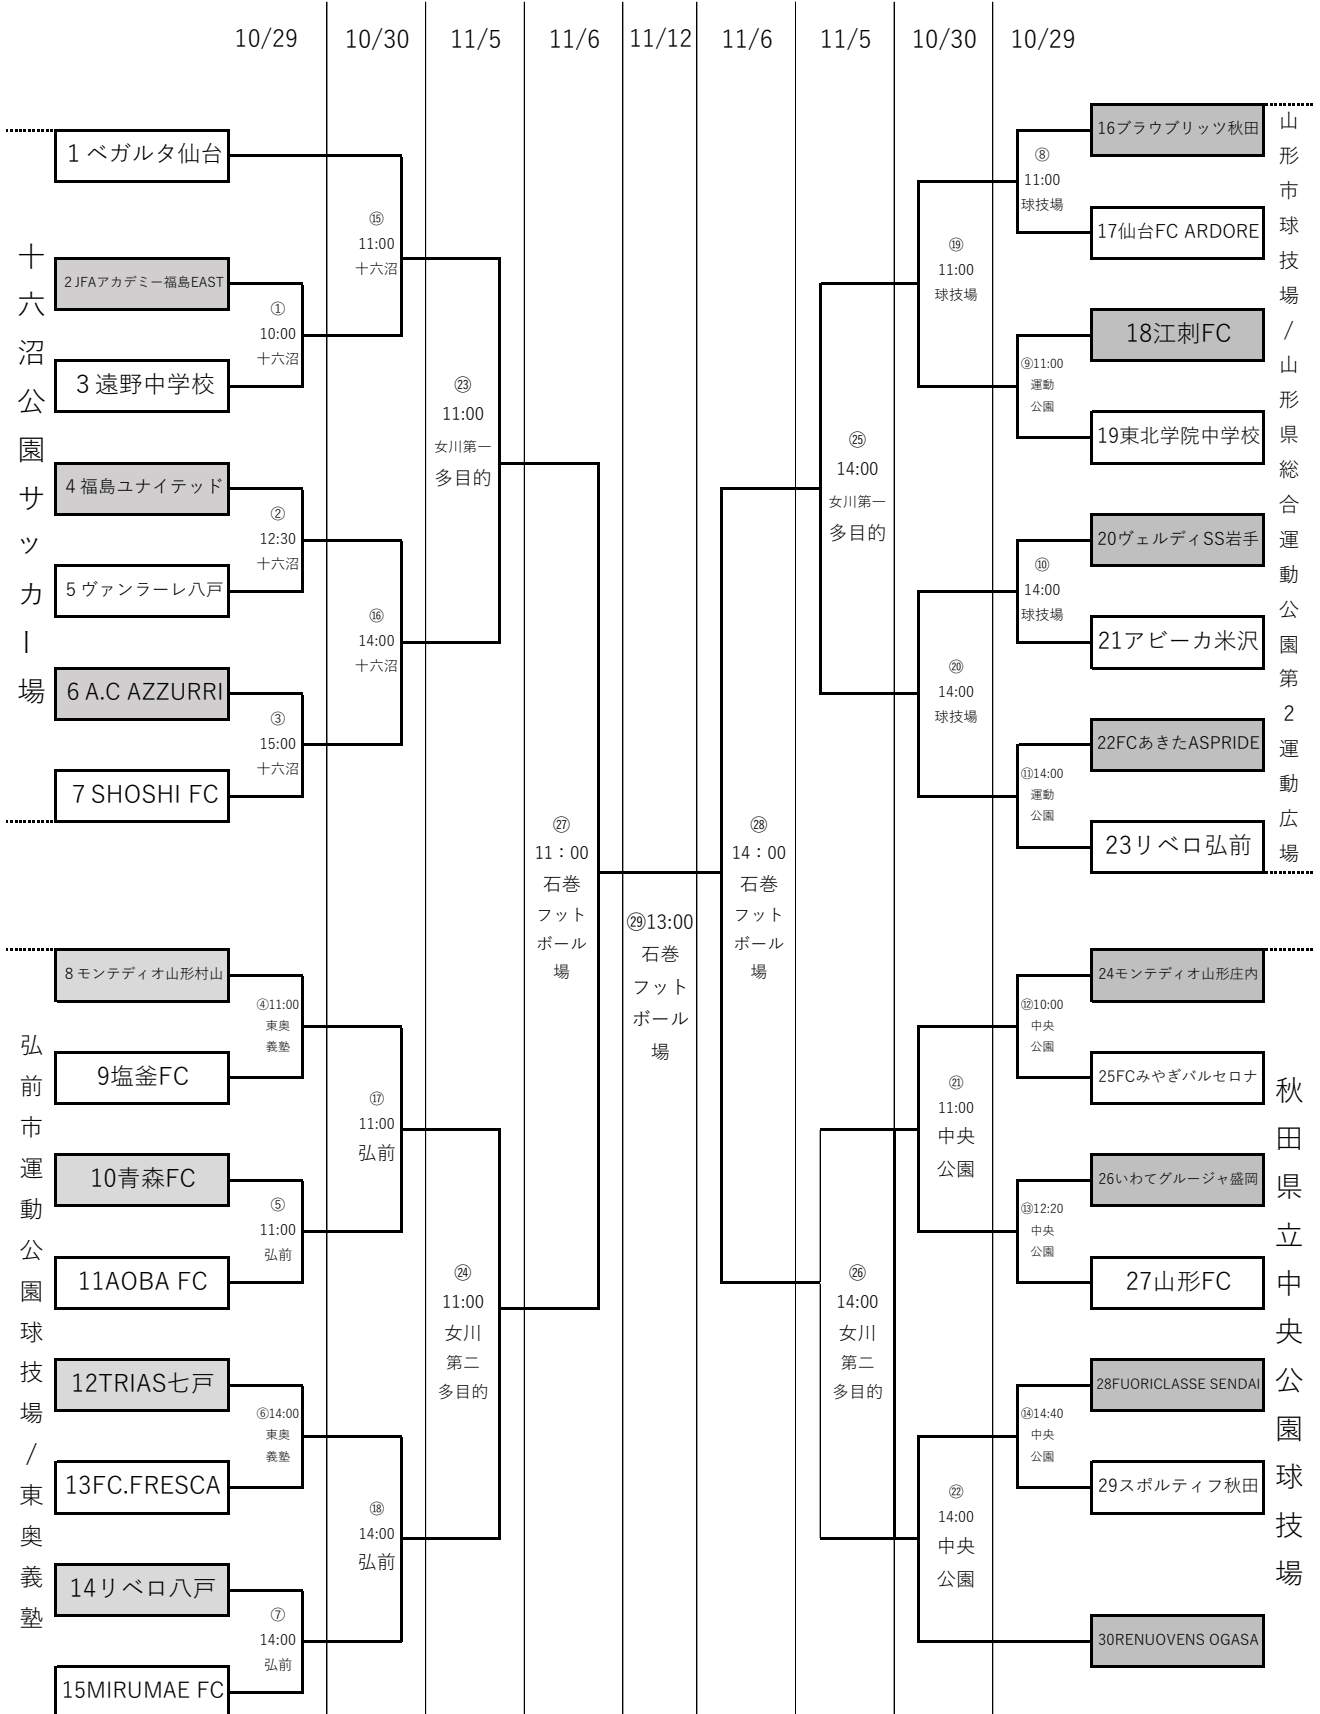 10/29 10/30 11/5 11/6 11/12 11/6 11/5 10/30 10/29
十六沼公園サッカー場
1 ベガルタ仙台
2 JFAアカデミー福島EAST
3 遠野中学校
4 福島ユナイテッド
5 ヴァンラーレ八戸
6 A.C AZZURRI
7 SHOSHI FC
弘前市運動公園球技場/東奥義塾
8 モンテディオ山形村山
9塩釜FC
10青森FC
11AOBA FC
12TRIAS七戸
13FC.FRESCA
14リベロ八戸
15MIRUMAE FC
①
10:00
十六沼
②
12:30
十六沼
③
15:00
十六沼
④11:00
東奥
義塾
⑤
11:00
弘前
⑥14:00
東奥
義塾
⑦
14:00
弘前
⑮
11:00
十六沼
⑯
14:00
十六沼
⑰
11:00
弘前
⑱
14:00
弘前
㉓
11:00
女川第一
多目的
㉔
11:00
女川
第二
多目的
㉗
11：00
石巻
フット
ボール
場
㉙13:00
石巻
フット
ボール
場
㉘
14：00
石巻
フット
ボール
場
㉕
14:00
女川第一
多目的
㉖
14:00
女川
第二
多目的
⑲
11:00
球技場
⑳
14:00
球技場
㉑
11:00
中央
公園
㉒
14:00
中央
公園
⑧
11:00
球技場
⑨11:00
運動
公園
⑩
14:00
球技場
⑪14:00
運動
公園
⑫10:00
中央
公園
⑬12:20
中央
公園
⑭14:40
中央
公園
16ブラウブリッツ秋田
17仙台FC ARDORE
18江刺FC
19東北学院中学校
20ヴェルディSS岩手
21アビーカ米沢
22FCあきたASPRIDE
23リベロ弘前
山形市球技場/山形県総合運動公園第2運動広場
24モンテディオ山形庄内
25FCみやぎバルセロナ
26いわてグルージャ盛岡
27山形FC
28FUORICLASSE SENDAI
29スポルティフ秋田
30RENUOVENS OGASA
秋田県立中央公園球技場